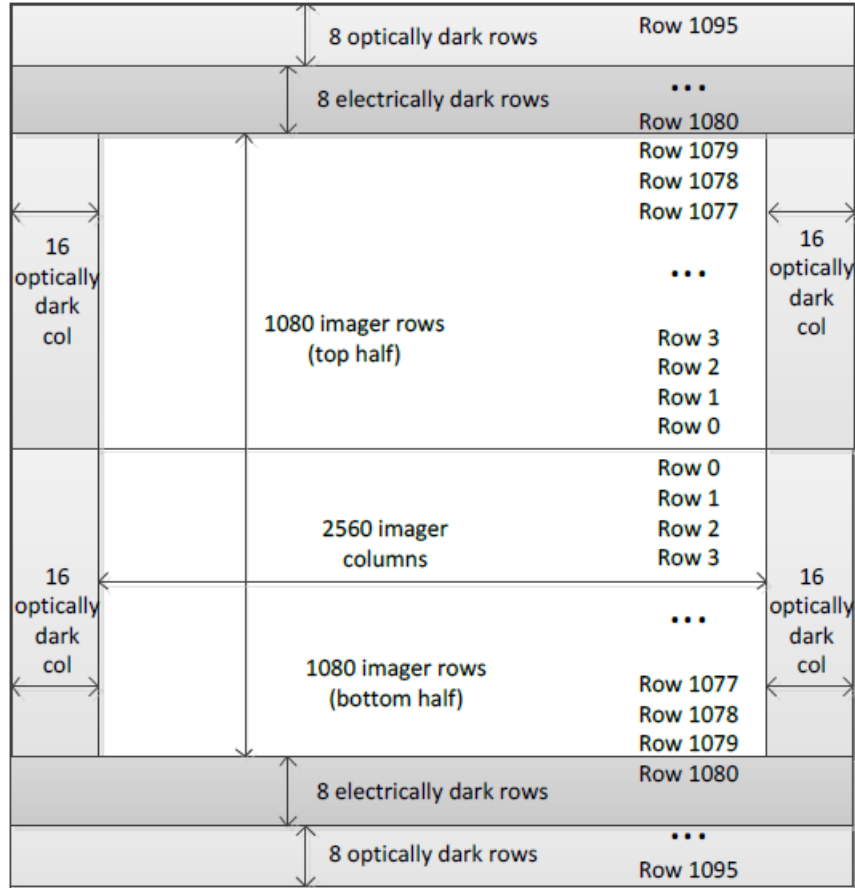 8 optically dark rows
Row 1095
8 electrically dark rows
...
Row 1080
Row 1079
Row 1078
Row 1077
16
optically
dark
col
16
optically
dark
col
...
1080 imager rows
(top half)
Row 3
Row 2
Row 1
Row 0
Row 0
Row 1
Row 2
Row 3
2560 imager
columns
16
optically
dark
col
16
optically
dark
col
...
1080 imager rows
(bottom half)
Row 1077
Row 1078
Row 1079
Row 1080
8 electrically dark rows
...
8 optically dark rows
Row 1095